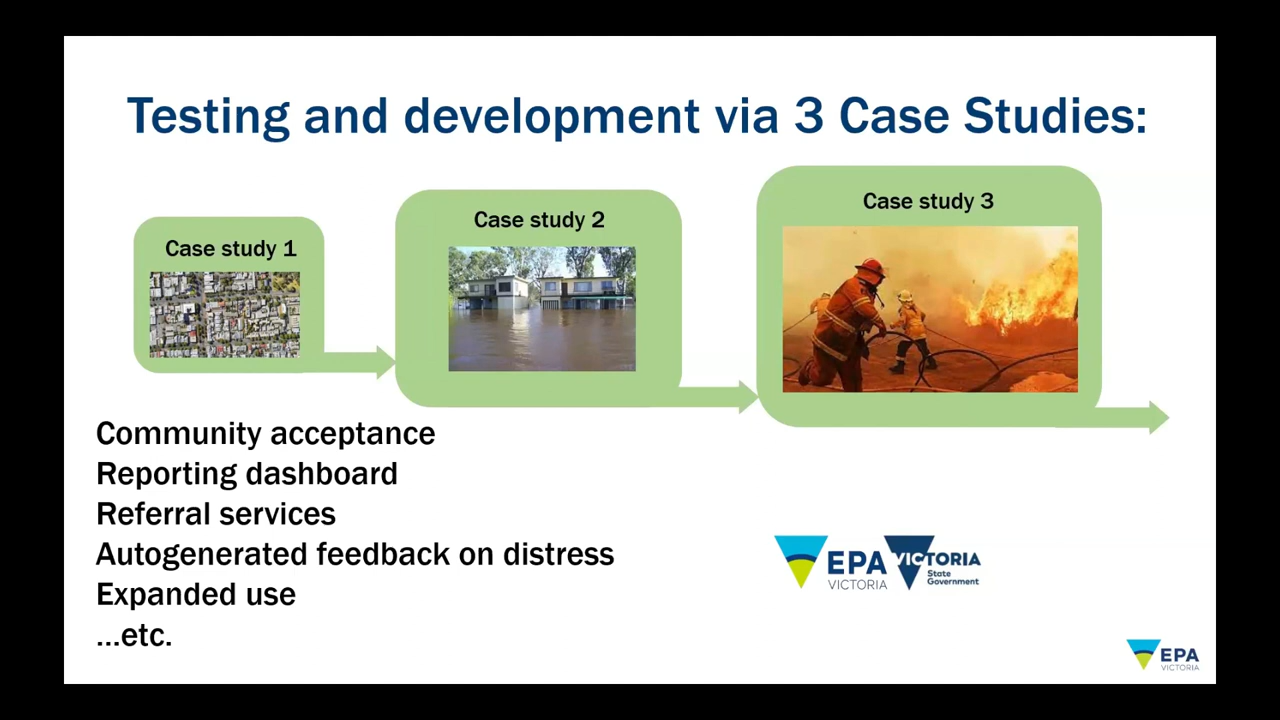 Testing and development via 3 Case Studies:
Case study 1
Case study 2
Case study 3
Community acceptance
Reporting dashboard
Referral services
Autogenerated feedback on distress
Expanded use
...etc.
EPA
VICTORIA
VICTORIA
State
Government
EPA
VICTORIA